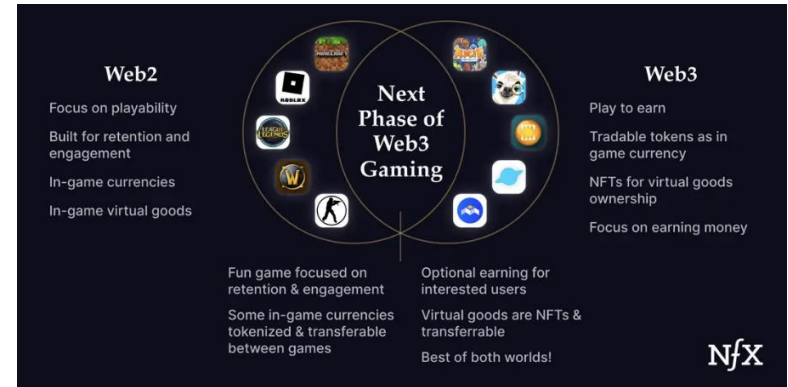 Web2
Focus on playability
Built for retention and
engagement
In-game currencies
In-game virtual goods
ROBLOX
LEAGUE
LEGENDS
W
Next
Phase of
Web3
Gaming
Web3
Play to earn
Tradable tokens as in
game currency
NFTs for virtual goods
ownership
Focus on earning money
Fun game focused on
retention & engagement
Some in-game currencies
tokenized & transferable
between games
Optional earning for
interested users
Virtual goods are NFTs &
transferrable
Best of both worlds!
NfX